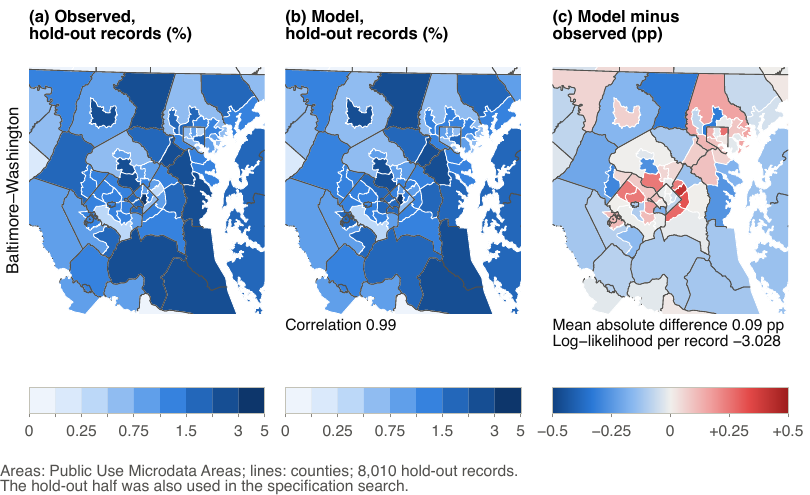 (a) Observed,
hold-out records (%)
(b) Model,
hold-out records (%)
(c) Model minus
observed (pp)
Baltimore−Washington
Correlation 0.99
Mean absolute difference 0.09 pp
Log−likelihood per record −3.028
0 0.25 0.75 1.5 3 5
0 0.25 0.75 1.5 3 5
−0.5 −0.25 0 +0.25 +0.5
Areas: Public Use Microdata Areas; lines: counties; 8,010 hold-out records.
The hold-out half was also used in the specification search.